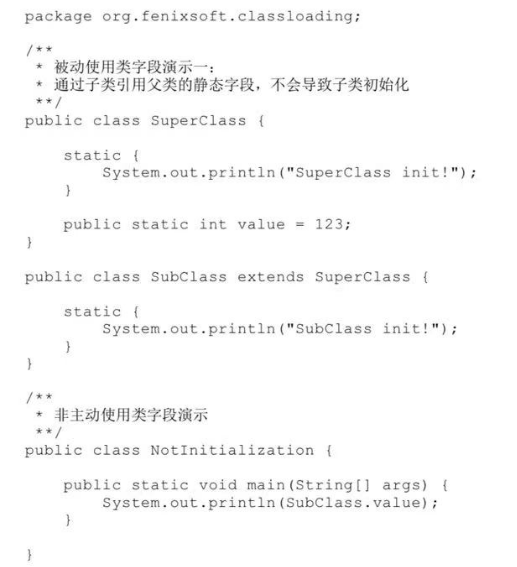 package org.fenixsoft.classloading;
/**
 * 被动使用类字段演示一：
 * 通过子类引用父类的静态字段，不会导致子类初始化
 **/
public class SuperClass {
    static {
        System.out.println("SuperClass init!");
    }
    public static int value = 123;
}
public class SubClass extends SuperClass {
    static {
        System.out.println("SubClass init!");
    }
}
/**
 * 非主动使用类字段演示
 **/
public class NotInitialization {
    public static void main(String[] args) {
        System.out.println(SubClass.value);
    }
}